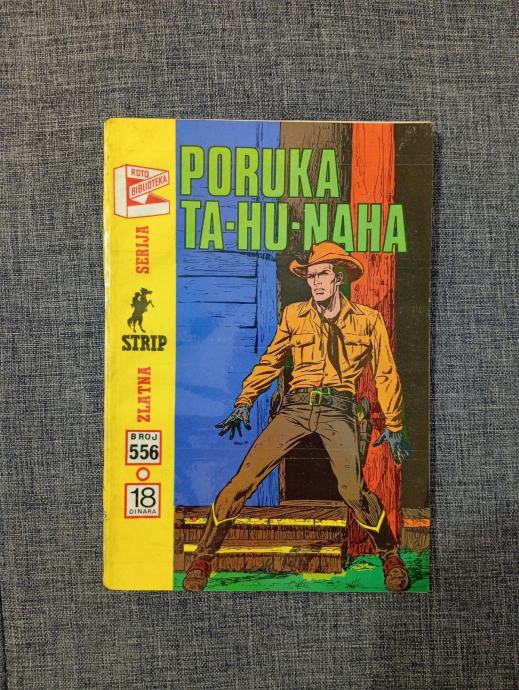 ROTO
BIBLIOTEKA
ZLATNA SERIJA
STRIP
BROJ
556
18
DINARA
PORUKA
TA-HU-NAHA